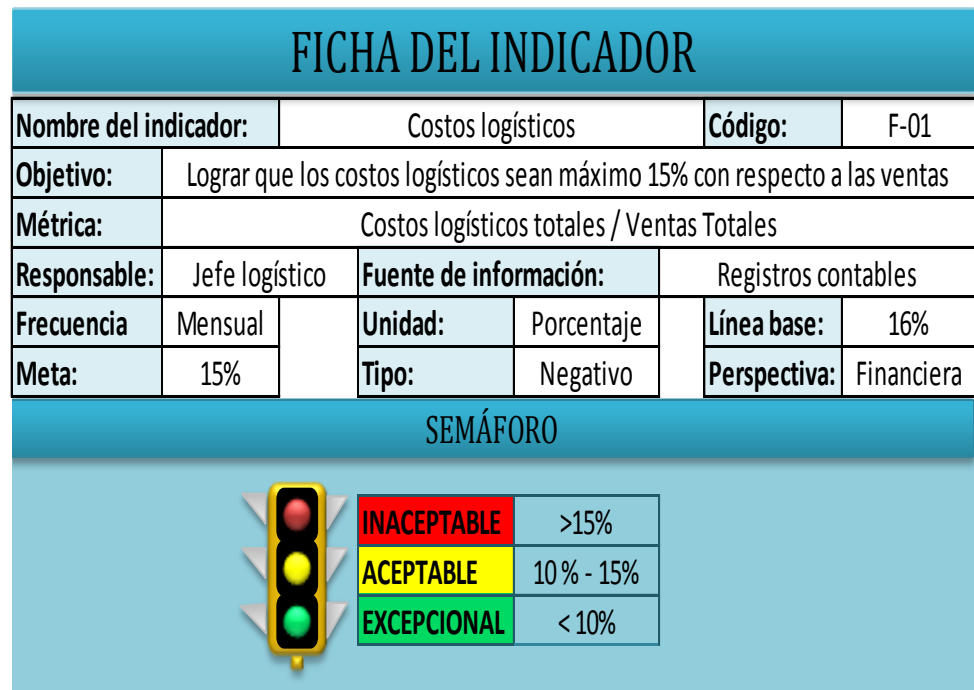 FICHA DEL INDICADOR
Nombre del indicador: Costos logísticos Código: F-01
Objetivo: Lograr que los costos logísticos sean máximo 15% con respecto a las ventas
Métrica: Costos logísticos totales / Ventas Totales
Responsable: Jefe logístico Fuente de información: Registros contables
Frecuencia Mensual Unidad: Porcentaje Línea base: 16%
Meta: 15% Tipo: Negativo Perspectiva: Financiera
SEMÁFORO
INACEPTABLE >15%
ACEPTABLE 10 % - 15%
EXCEPCIONAL < 10%